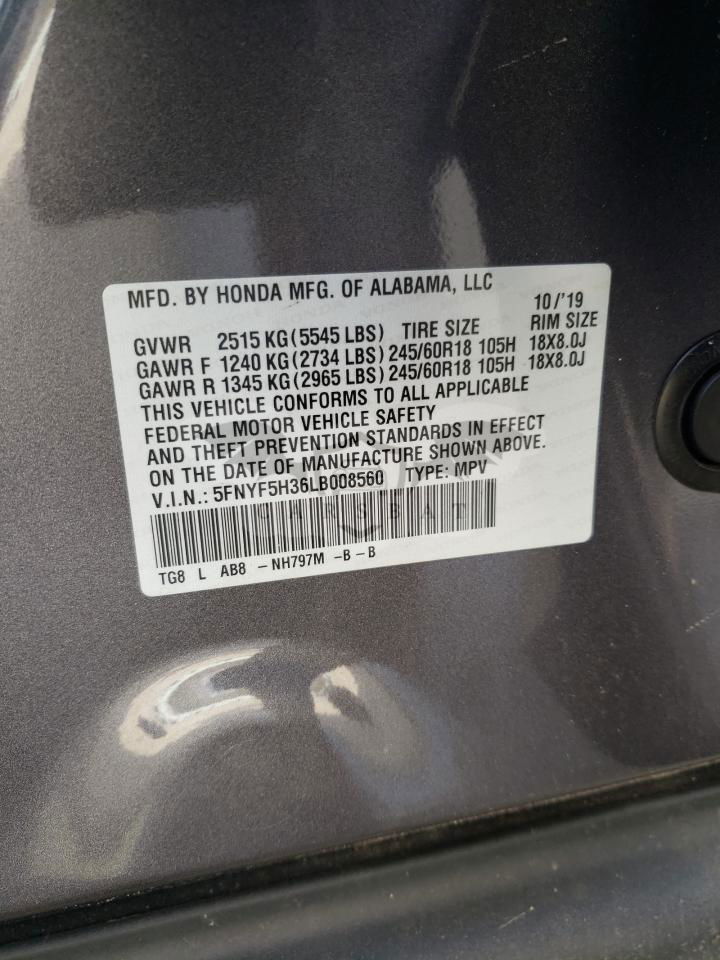 MFD. BY HONDA MFG. OF ALABAMA, LLC 10/'19
GVWR 2515 KG(5545 LBS) TIRE SIZE RIM SIZE
GAWR F 1240 KG(2734 LBS) 245/60R18 105H 18X8.0J
GAWR R 1345 KG(2965 LBS) 245/60R18 105H 18X8.0J
THIS VEHICLE CONFORMS TO ALL APPLICABLE
FEDERAL MOTOR VEHICLE SAFETY
AND THEFT PREVENTION STANDARDS IN EFFECT
ON THE DATE OF MANUFACTURE SHOWN ABOVE.
V.I.N.: 5FNYF5H36LB008560 TYPE: MPV
TG8 L AB8 -NH797M -B-B